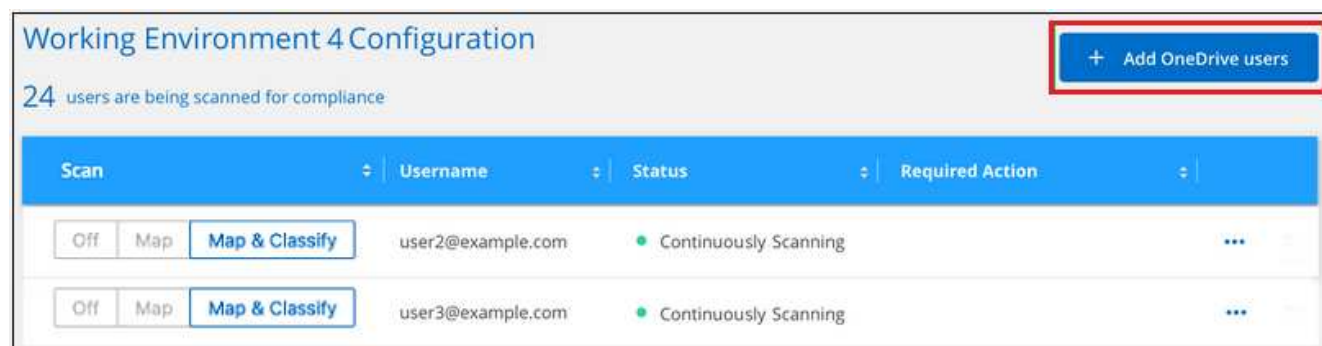 Working Environment 4 Configuration
+ Add OneDrive users
24 users are being scanned for compliance
Scan Username Status Required Action
Off Map Map & Classify user2@example.com Continuously Scanning ...
Off Map Map & Classify user3@example.com Continuously Scanning ...